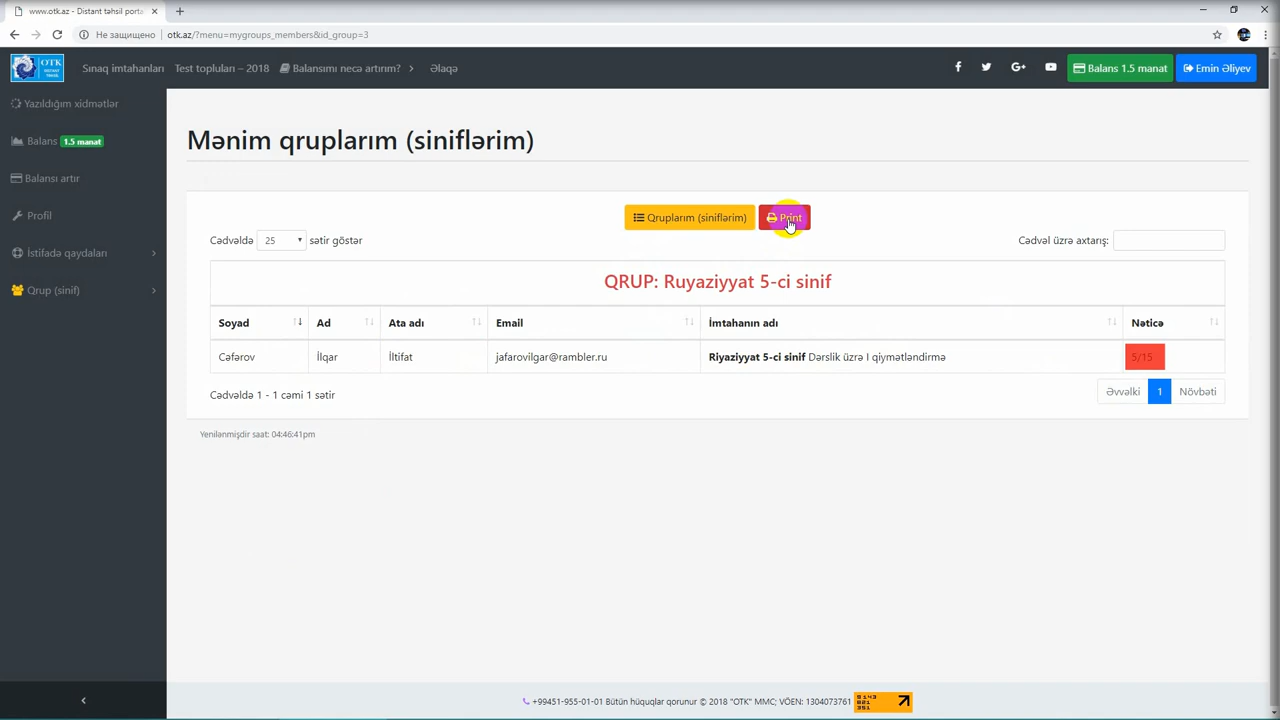 www.otk.az - Distant təhsil port
Не защищено
otk.az/?menu=mygroups_members&id_group=3
OTK
DISTANT
TƏHSİL
Sınaq imtahanları
Test topluları – 2018
Balansımı necə artırım?
Əlaqə
Balans 1.5 manat
Emin Əliyev
Yazıldığım xidmətlər
Balans 1.5 manat
Balansı artır
Profil
İstifadə qaydaları
Qrup (sinif)
Mənim qruplarım (siniflərim)
Qruplarım (siniflərim)
Print
Cədvəldə 25 sətir göstər
Cədvəl üzrə axtarış:
QRUP: Ruyaziyyat 5-ci sinif
Soyad Ad Ata adı Email İmtahanın adı Nəticə
Cəfərov İlqar İltifat jafarovilgar@rambler.ru Riyaziyyat 5-ci sinif Dərslik üzrə I qiymətləndirmə 5/15
Cədvəldə 1 - 1 cəmi 1 sətir
Əvvəlki 1 Növbəti
Yenilənmişdir saat: 04:46:41pm
+99451-955-01-01 Bütün hüquqlar qorunur © 2018 "OTK" MMC; VÖEN: 1304073761